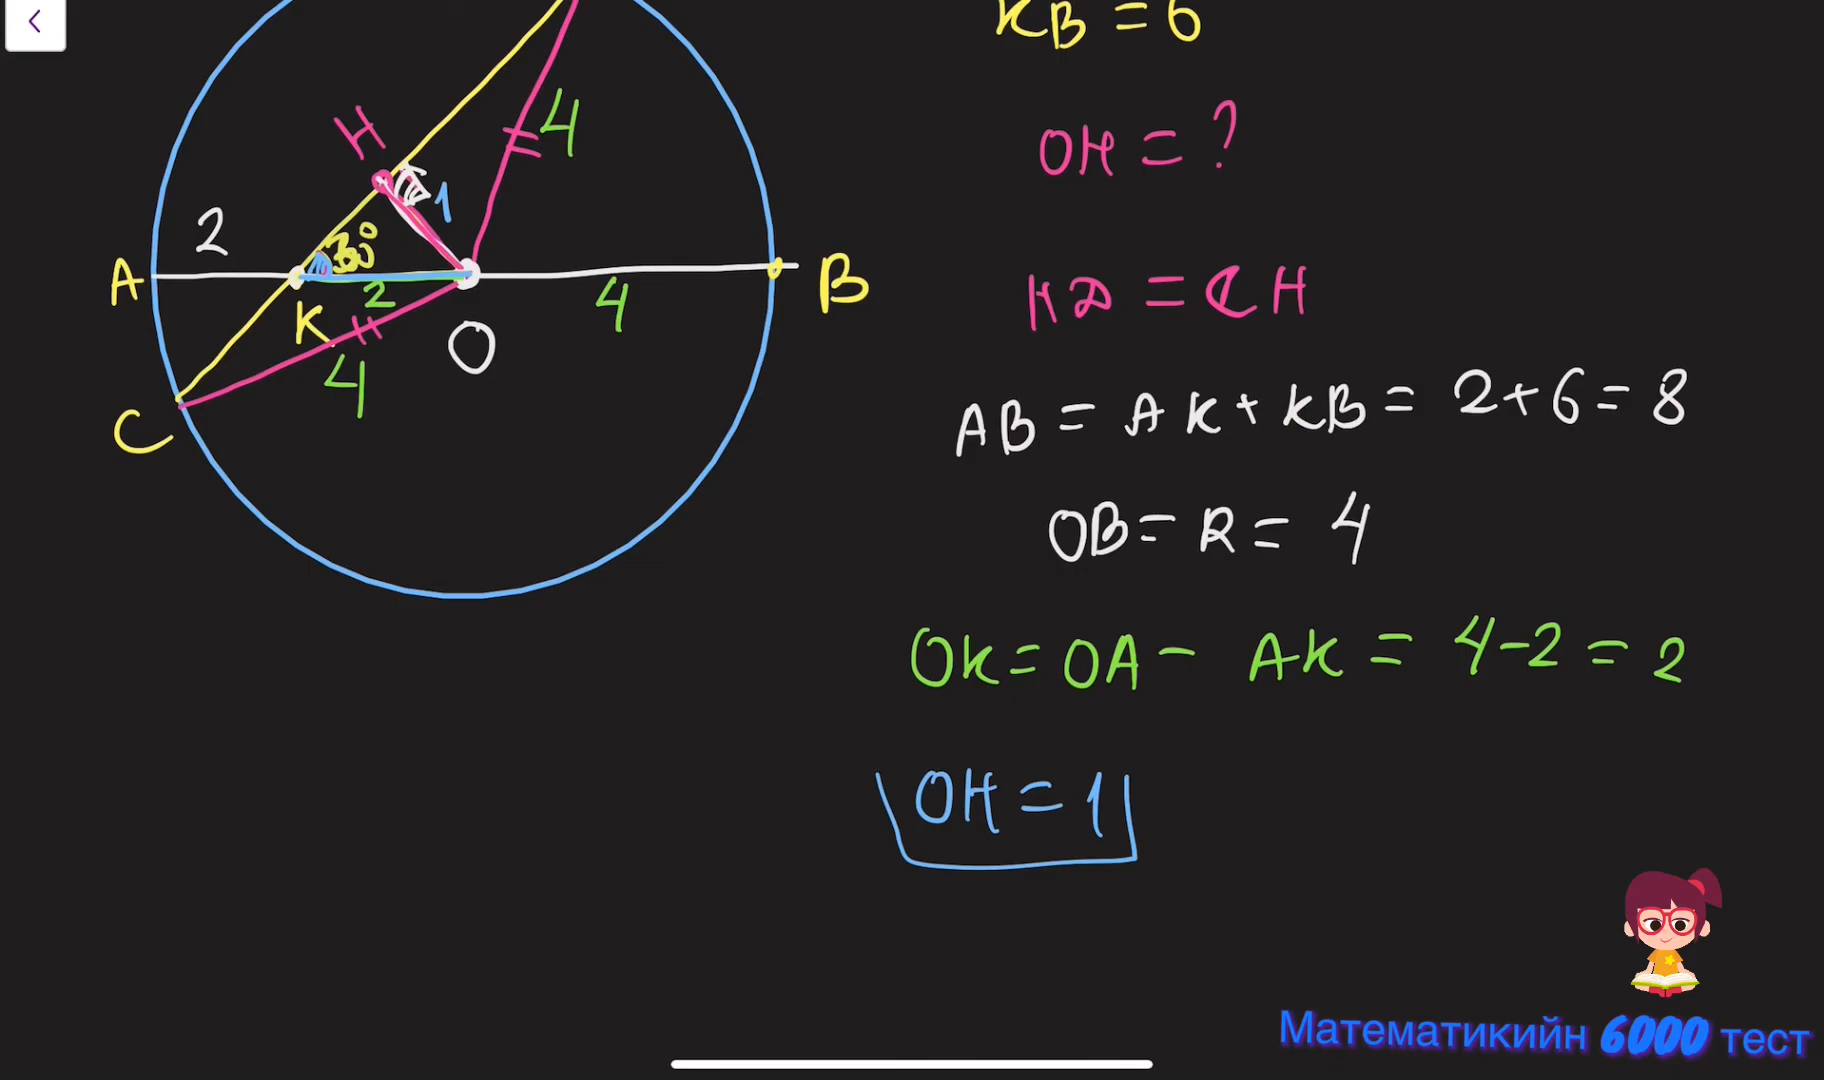 KB = 6
H
4
OH = ?
1
2
30°
A
B
HD = CH
2
4
K
O
4
C
AB = AK + KB = 2+6 = 8
OB = R = 4
OK = OA - AK = 4-2 = 2
OH = 1
Математикийн 6000 тест